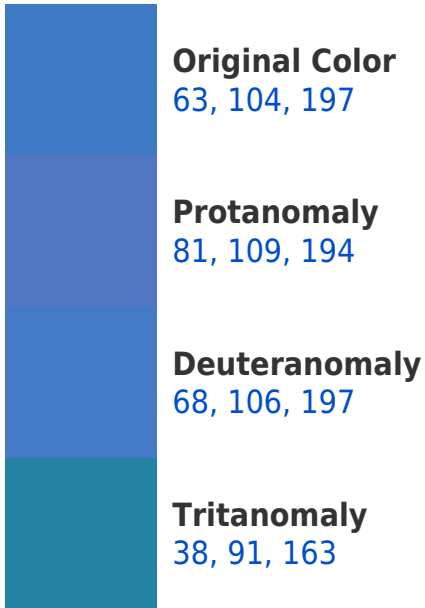 Original Color
63, 104, 197
Protanomaly
81, 109, 194
Deuteranomaly
68, 106, 197
Tritanomaly
38, 91, 163